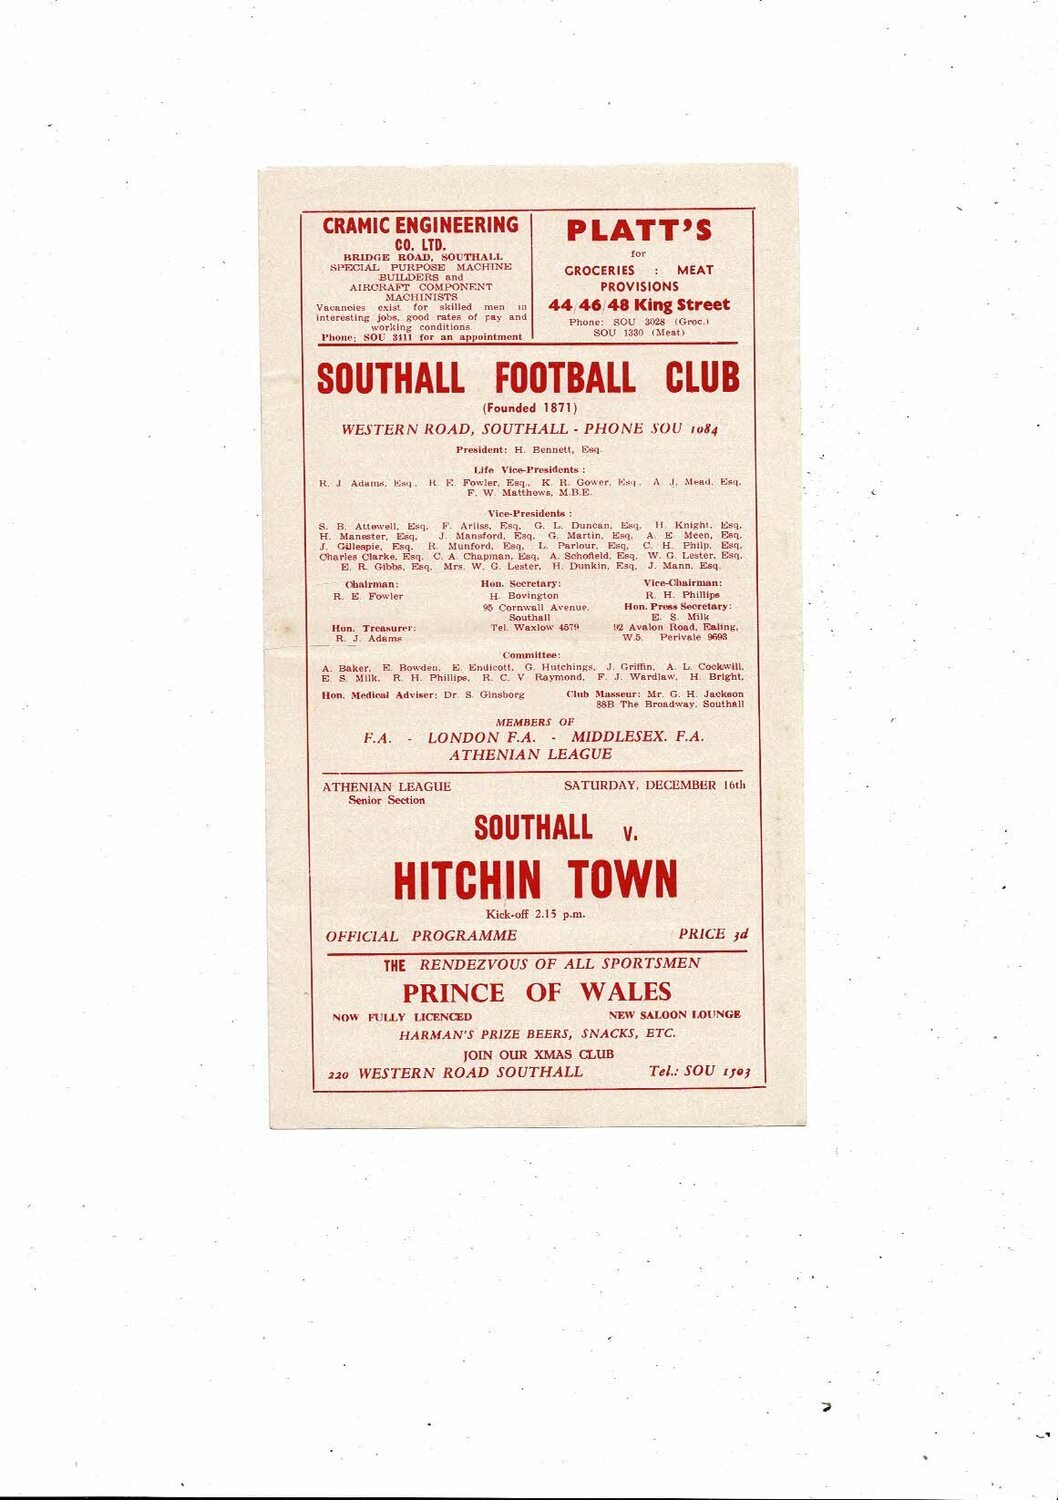 CRAMIC ENGINEERING
CO. LTD.
BRIDGE ROAD, SOUTHALL
SPECIAL PURPOSE MACHINE
BUILDERS and
AIRCRAFT COMPONENT
MACHINISTS
Vacancies exist for skilled men in
interesting jobs, good rates of pay and
working conditions
Phone: SOU 3411 for an appointment
PLATT'S
for
GROCERIES : MEAT
PROVISIONS
44 46 48 King Street
Phone: SOU 3028 (Groc.)
SOU 1330 (Meat)
SOUTHALL FOOTBALL CLUB
(Founded 1871)
WESTERN ROAD, SOUTHALL - PHONE SOU 1084
President: H. Bennett, Esq.
Life Vice-Presidents :
R. J Adams, Esq., R. E. Fowler, Esq., K. R. Gower, Esq., A. J. Mead, Esq.
F. W. Matthews, M.B.E.
Vice-Presidents :
S. B. Attewell, Esq, F. Arliss, Esq, G. L. Duncan, Esq, H. Knight, Esq,
H. Manester, Esq, J. Mansford, Esq, G. Martin, Esq, A. E. Meen, Esq,
J. Gillespie, Esq, R. Munford, Esq, L. Parlour, Esq, C. H. Philp, Esq,
Charles Clarke, Esq, C. A. Chapman, Esq, A. Schofield, Esq, W. G. Lester, Esq,
E. R. Gibbs, Esq, Mrs. W. G. Lester, H. Dunkin, Esq, J. Mann, Esq.
Chairman: Hon. Secretary: Vice-Chairman:
R. E. Fowler H. Bovington R. H. Phillips
95 Cornwall Avenue, Hon. Press Secretary:
Southall E. S. Milk
Hon. Treasurer: Tel. Waxlow 4579 92 Avalon Road, Ealing,
R. J. Adams W.5. Perivale 9693
Committee:
A. Baker, E. Bowden, E. Endicott, G. Hutchings, J. Griffin, A. L. Cockwill,
E. S. Milk, R. H. Phillips, R. C. V Raymond, F. J. Wardlaw, H. Bright,
Hon. Medical Adviser: Dr. S. Ginsborg Club Masseur: Mr. G. H. Jackson
88B The Broadway, Southall
MEMBERS OF
F.A. - LONDON F.A. - MIDDLESEX. F.A.
ATHENIAN LEAGUE
ATHENIAN LEAGUE SATURDAY, DECEMBER 16th
Senior Section
SOUTHALL v.
HITCHIN TOWN
Kick-off 2.15 p.m.
OFFICIAL PROGRAMME PRICE 3d
THE RENDEZVOUS OF ALL SPORTSMEN
PRINCE OF WALES
NOW FULLY LICENCED NEW SALOON LOUNGE
HARMAN'S PRIZE BEERS, SNACKS, ETC.
JOIN OUR XMAS CLUB
220 WESTERN ROAD SOUTHALL Tel.: SOU 1503